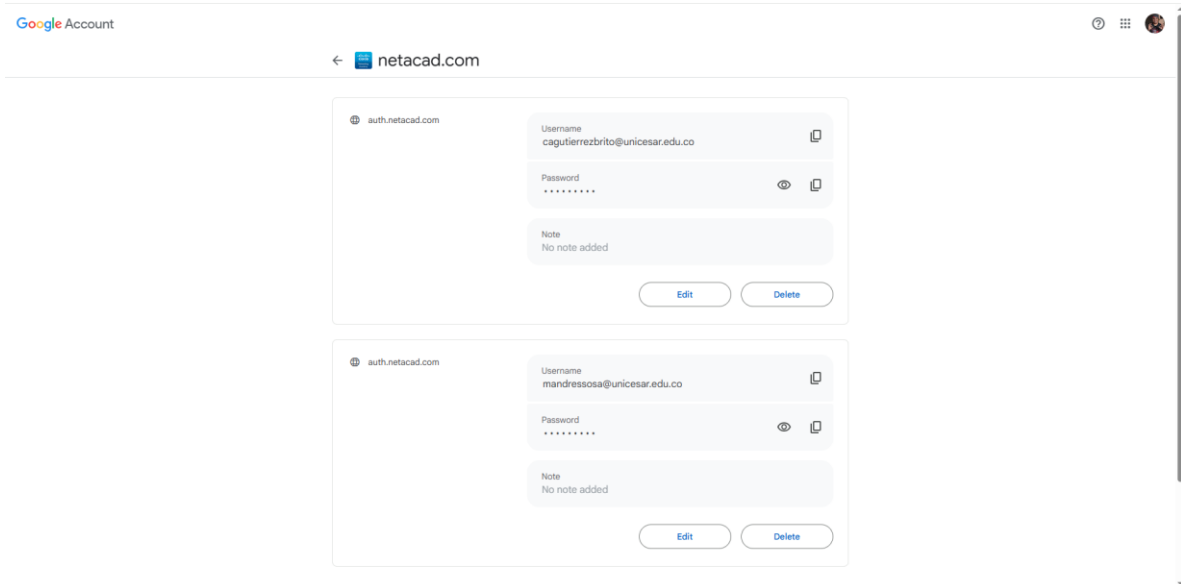 Google Account
netacad.com
auth.netacad.com
Username
cagutierrezbrito@unicesar.edu.co
Password
•••••••••
Note
No note added
Edit Delete
auth.netacad.com
Username
mandressosa@unicesar.edu.co
Password
•••••••••
Note
No note added
Edit Delete